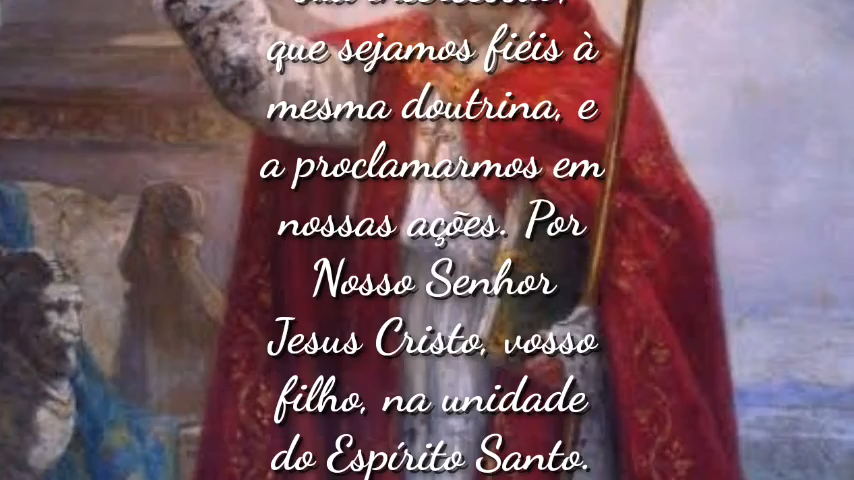 que sejamos fiéis à
mesma doutrina, e
a proclamarmos em
nossas ações. Por
Nosso Senhor
Jesus Cristo, vosso
filho, na unidade
do Espírito Santo.